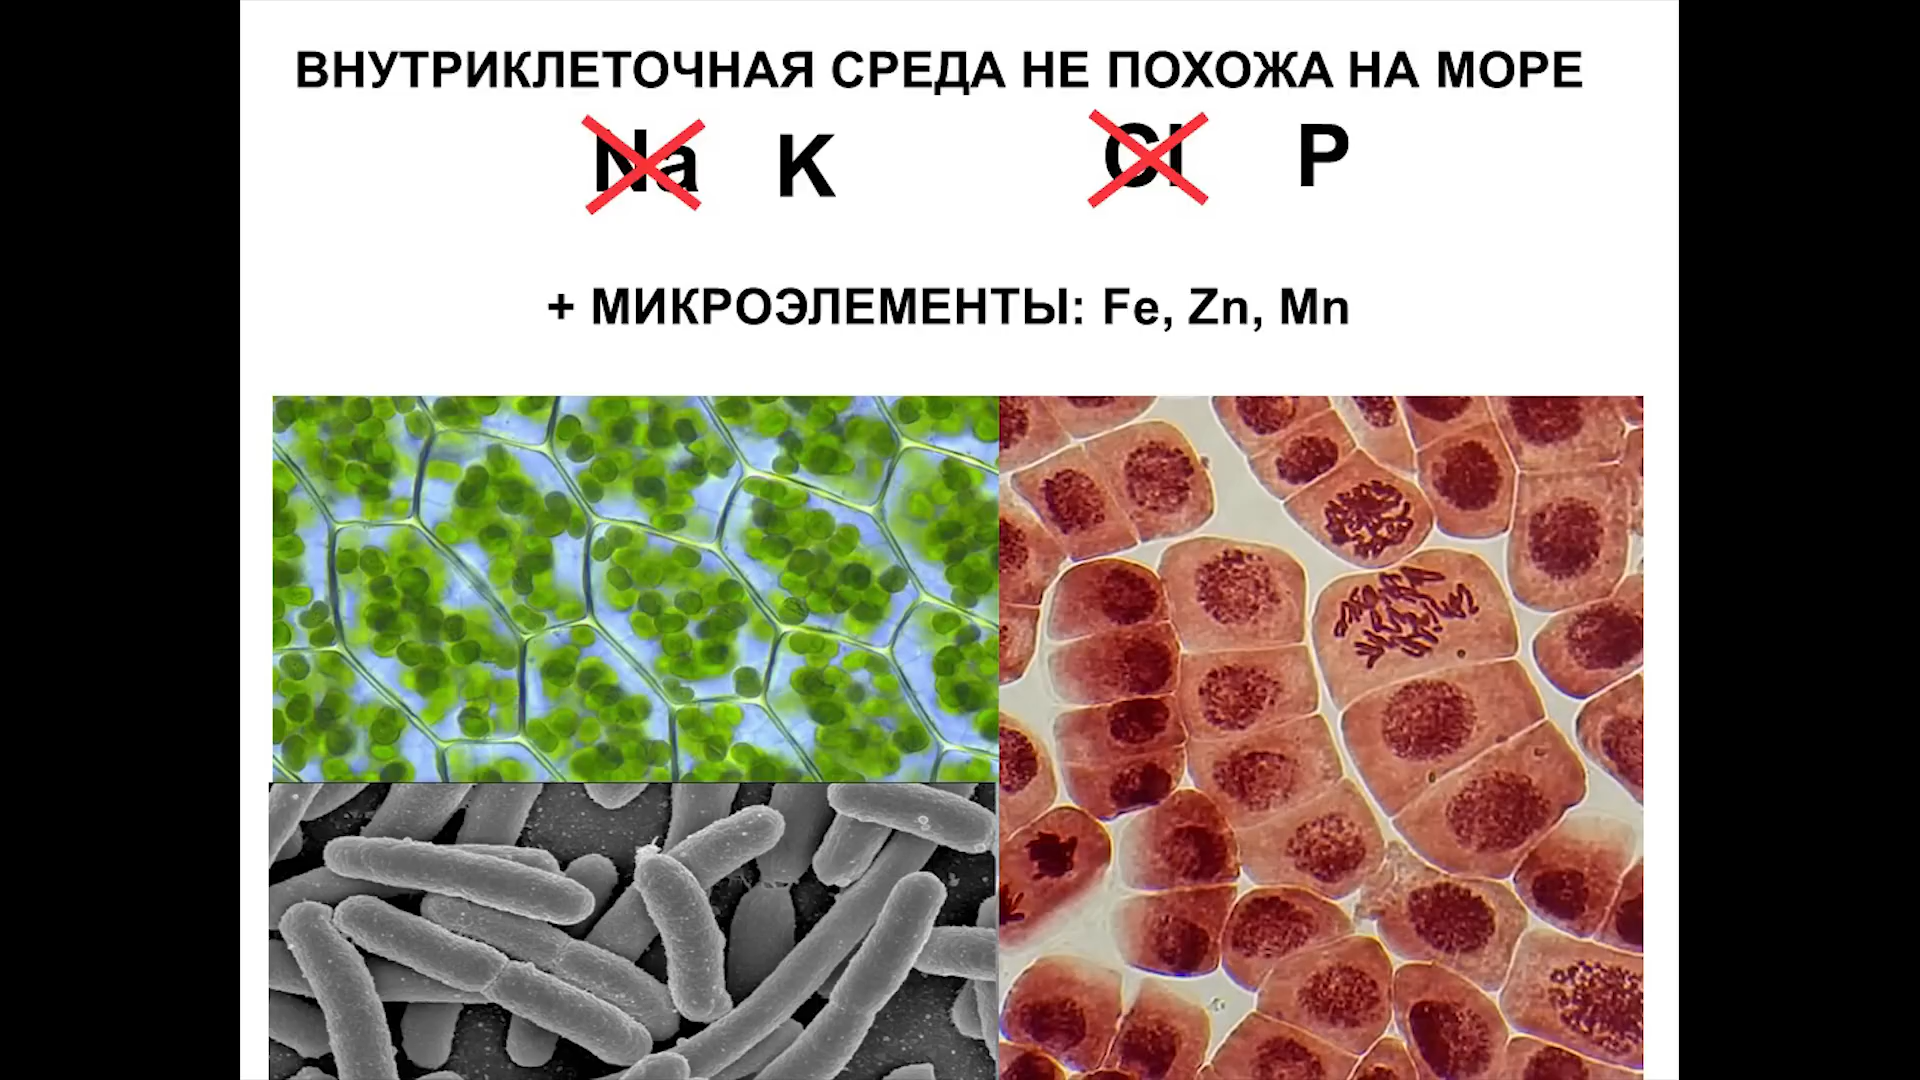 ВНУТРИКЛЕТОЧНАЯ СРЕДА НЕ ПОХОЖА НА МОРЕ
Na K Cl P
+ МИКРОЭЛЕМЕНТЫ: Fe, Zn, Mn